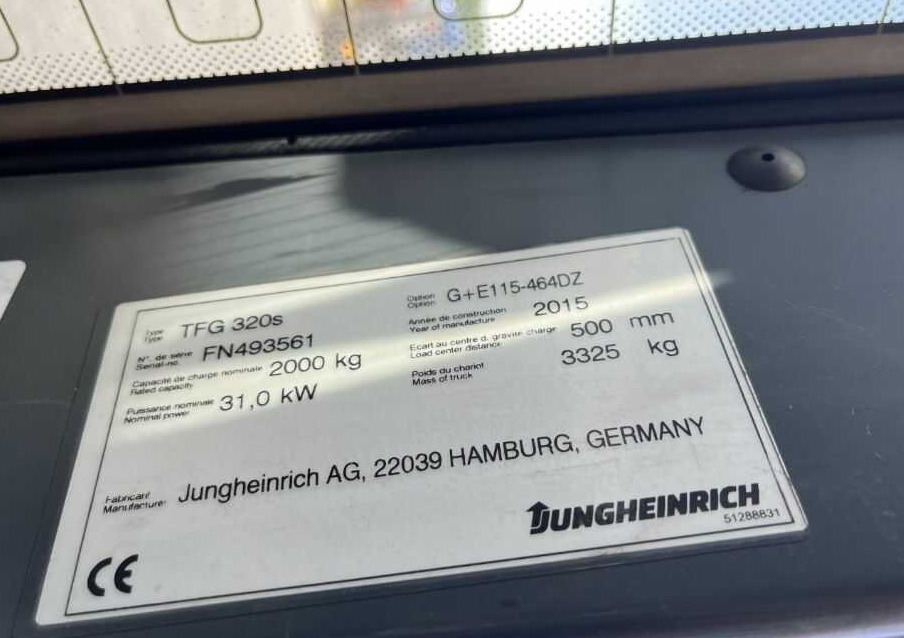 Type
Type TFG 320s
Option
Option G+E115-464DZ
N°. de série
Serial-no. FN493561
Année de construction
Year of manufacture 2015
Capacité de charge nominale
Rated capacity 2000 kg
Ecart au centre d. gravité charge
Load center distance 500 mm
Puissance nominale
Nominal power 31,0 kW
Poids du chariot
Mass of truck 3325 kg
Fabricant
Manufacturer Jungheinrich AG, 22039 HAMBURG, GERMANY
JUNGHEINRICH
51288831
CE